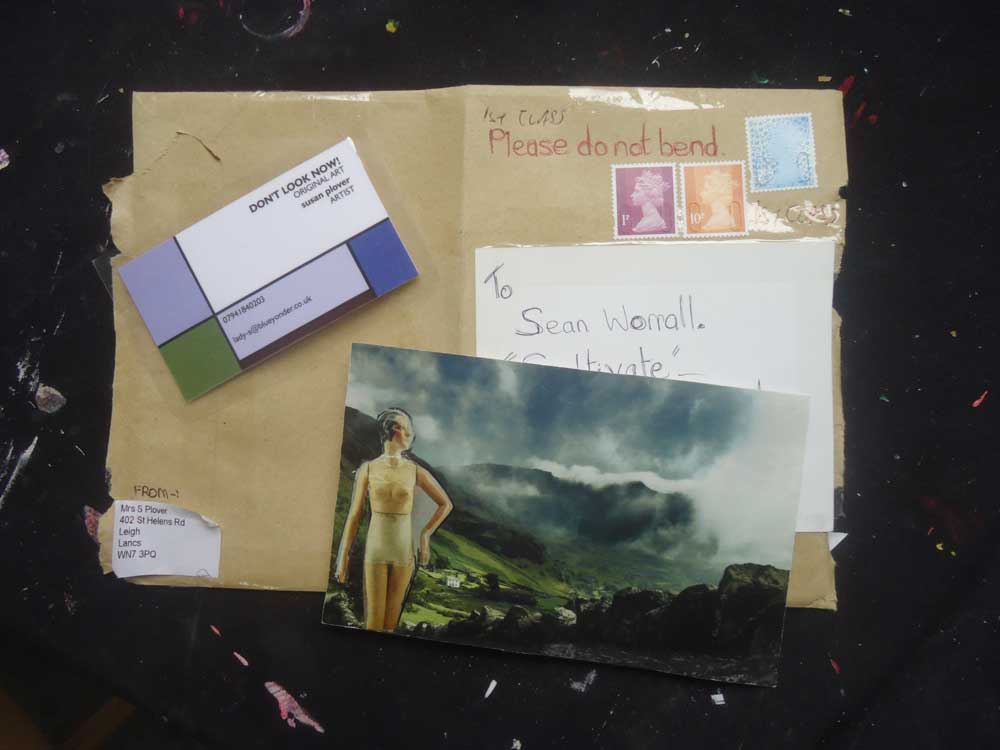 1st CLASS
Please do not bend.
1P
10P
DON'T LOOK NOW!
ORIGINAL ART
susan plover
ARTIST
07941840203
lady-s@blueyonder.co.uk
To
Sean Womall.
FROM-:
Mrs S Plover
402 St Helens Rd
Leigh
Lancs
WN7 3PQ